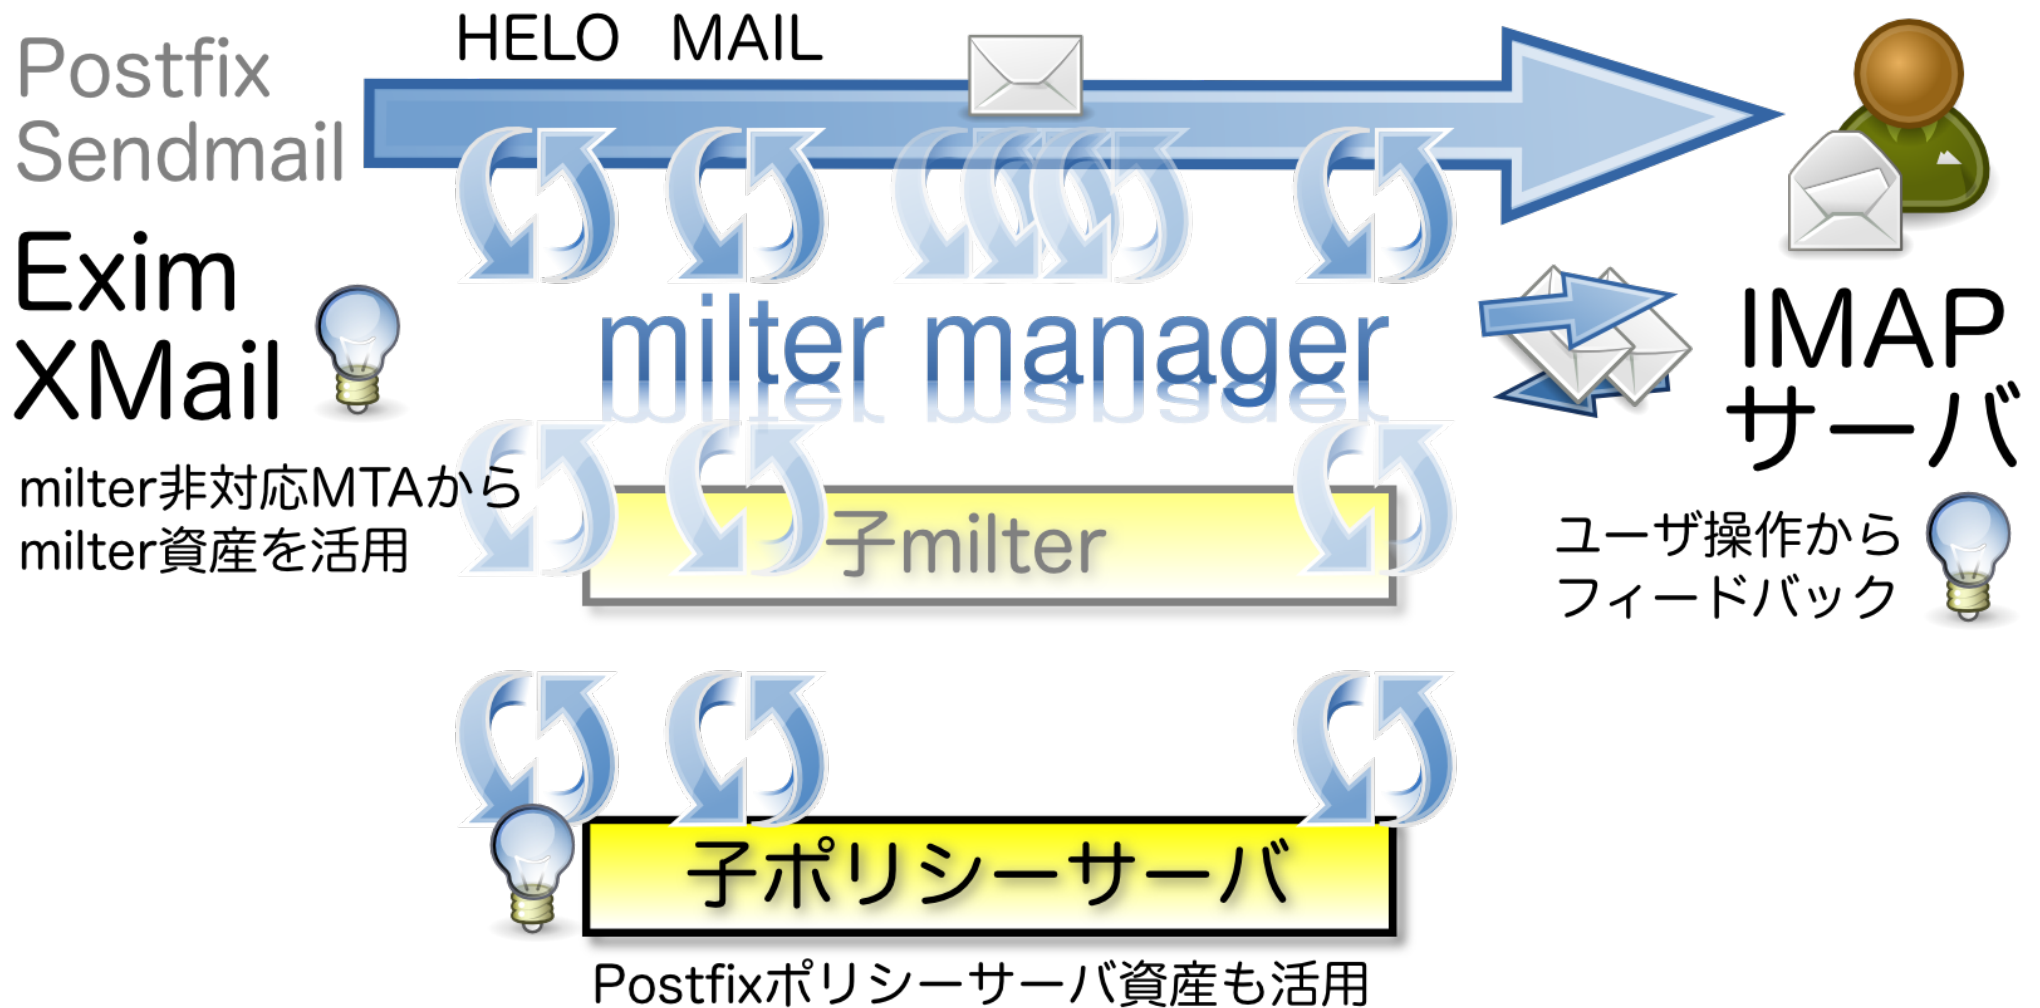 HELO MAIL
Postfix
Sendmail
Exim
XMail
milter非対応MTAから
milter資産を活用
milter manager
子milter
IMAP
サーバ
ユーザ操作から
フィードバック
子ポリシーサーバ
Postfixポリシーサーバ資産も活用